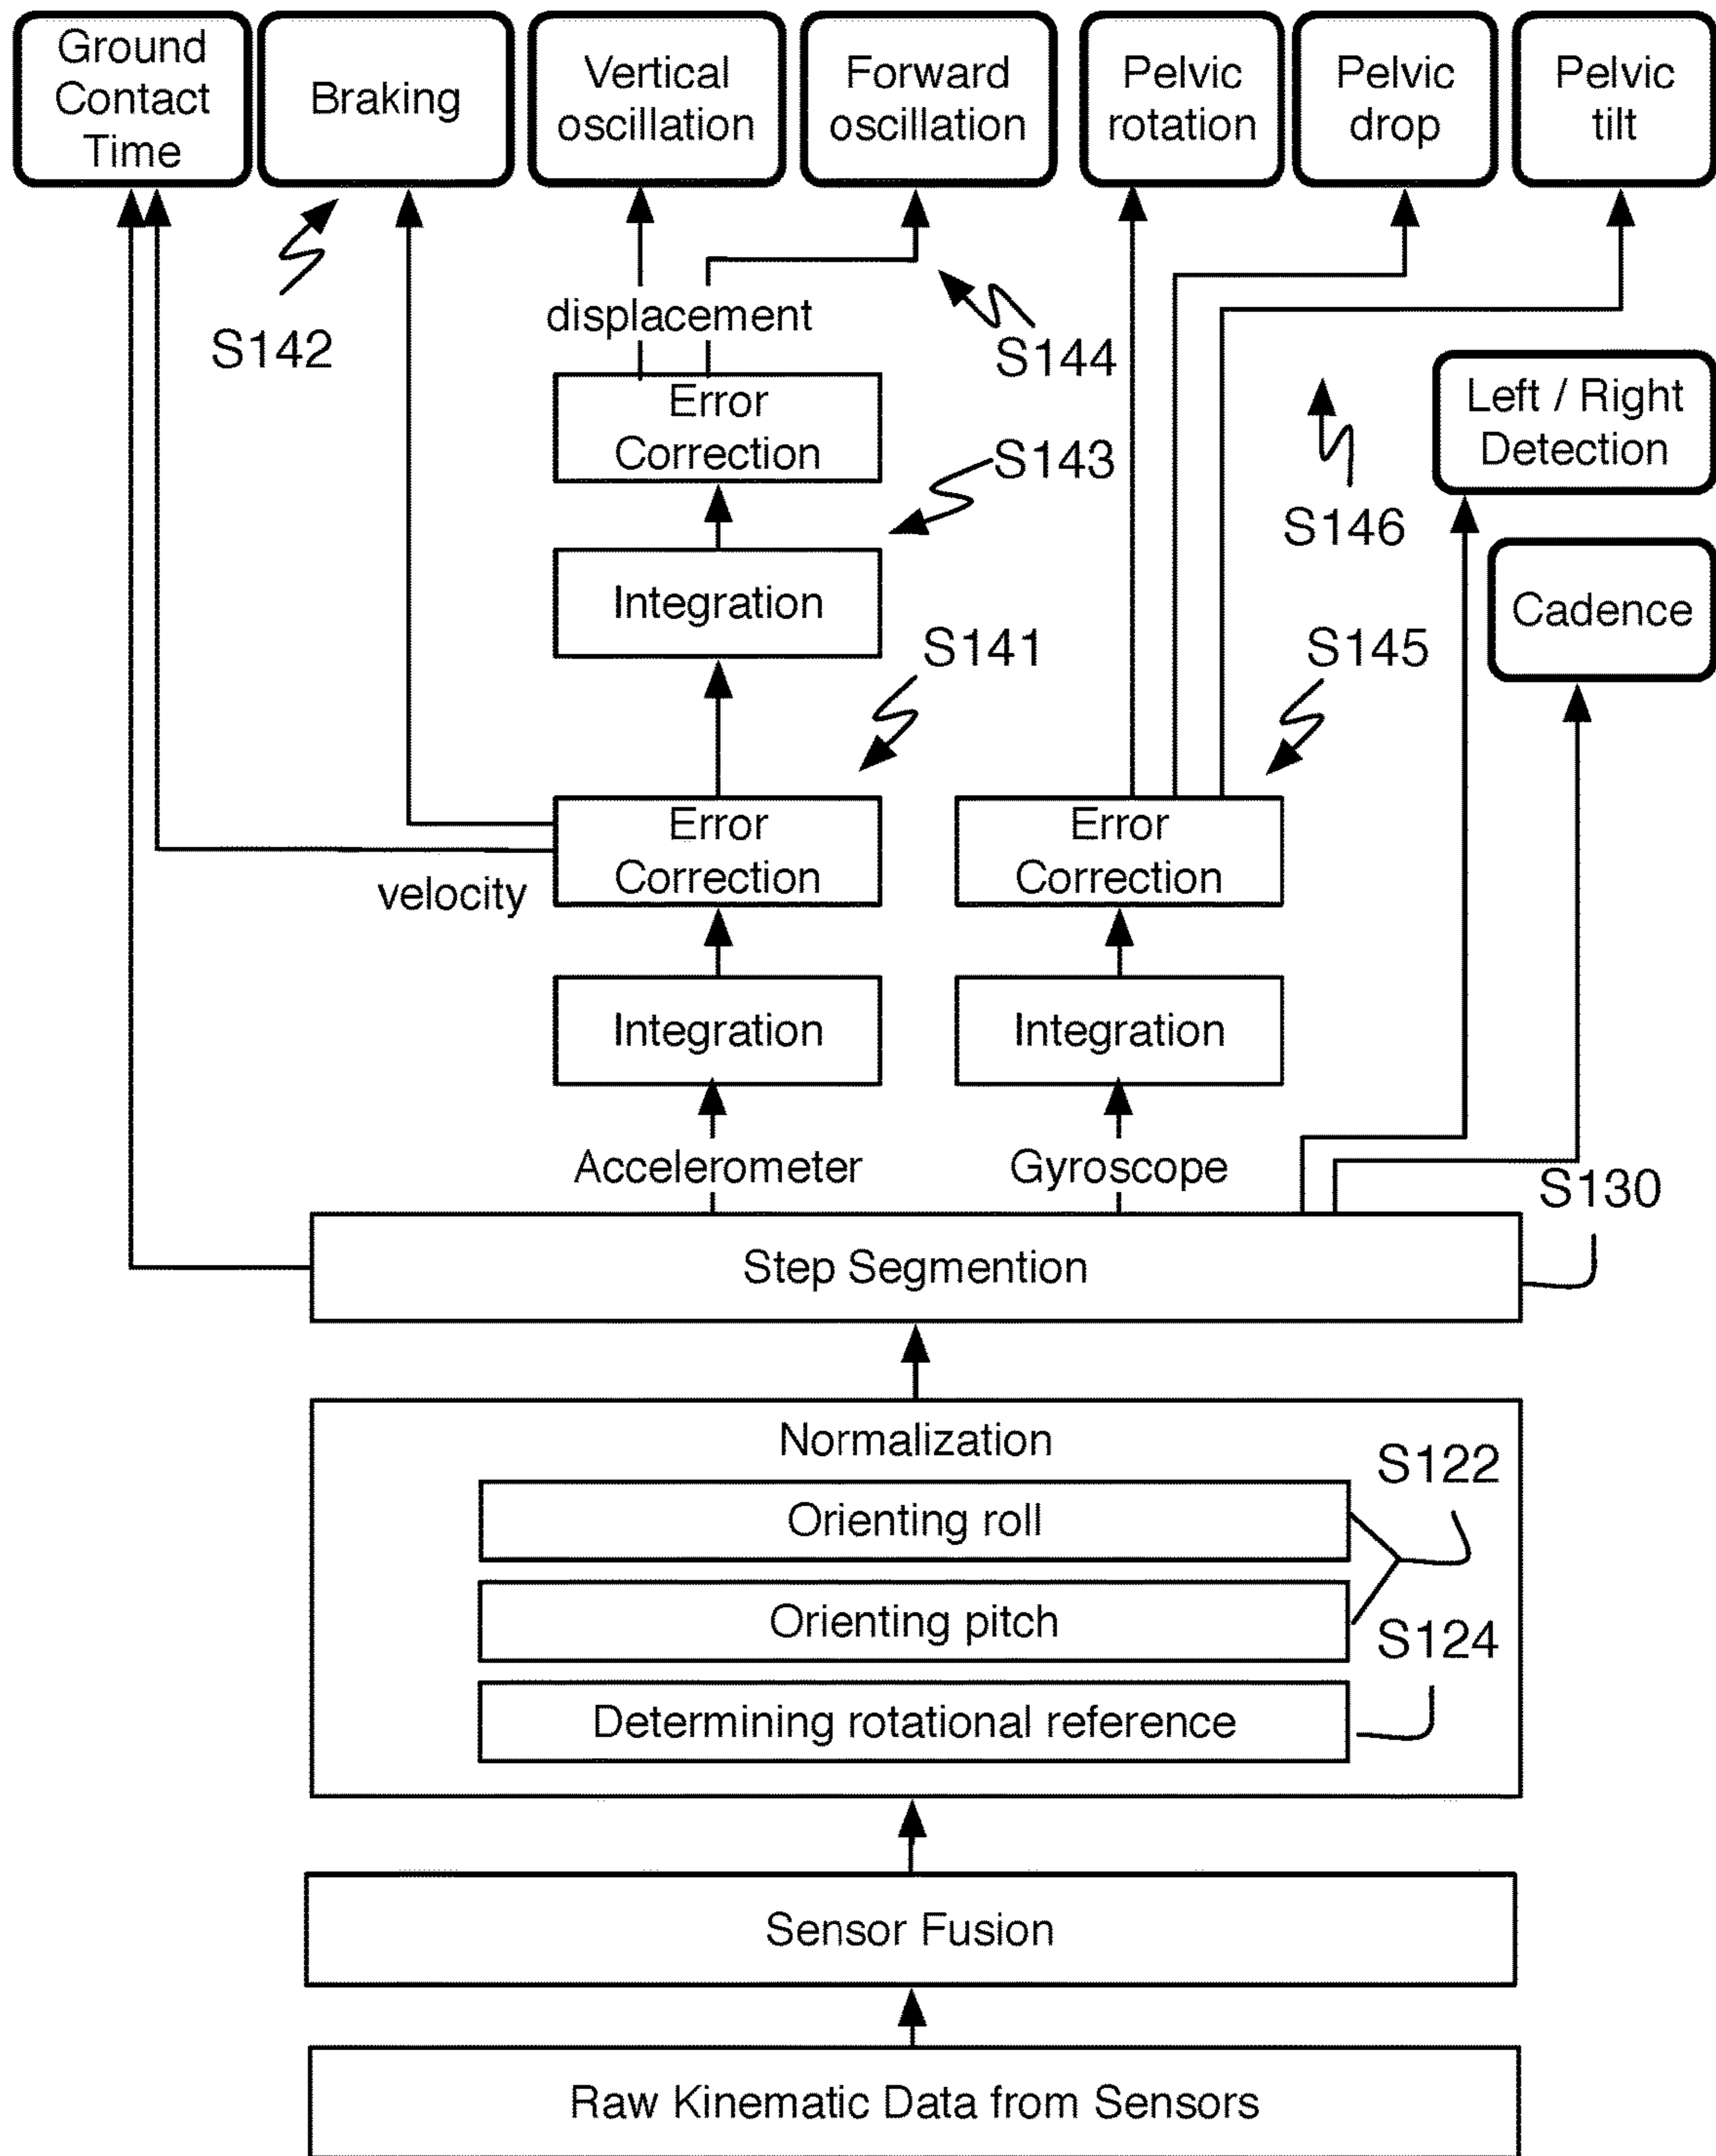 Ground
Contact
Time
Braking
Vertical
oscillation
Forward
oscillation
Pelvic
rotation
Pelvic
drop
Pelvic
tilt
S142
displacement
S144
Left / Right
Detection
Error
Correction
S143
S146
Integration
Cadence
S141
S145
Error
Correction
Error
Correction
velocity
Integration
Integration
Accelerometer
Gyroscope
S130
Step Segmention
Normalization
S122
Orienting roll
Orienting pitch
S124
Determining rotational reference
Sensor Fusion
Raw Kinematic Data from Sensors